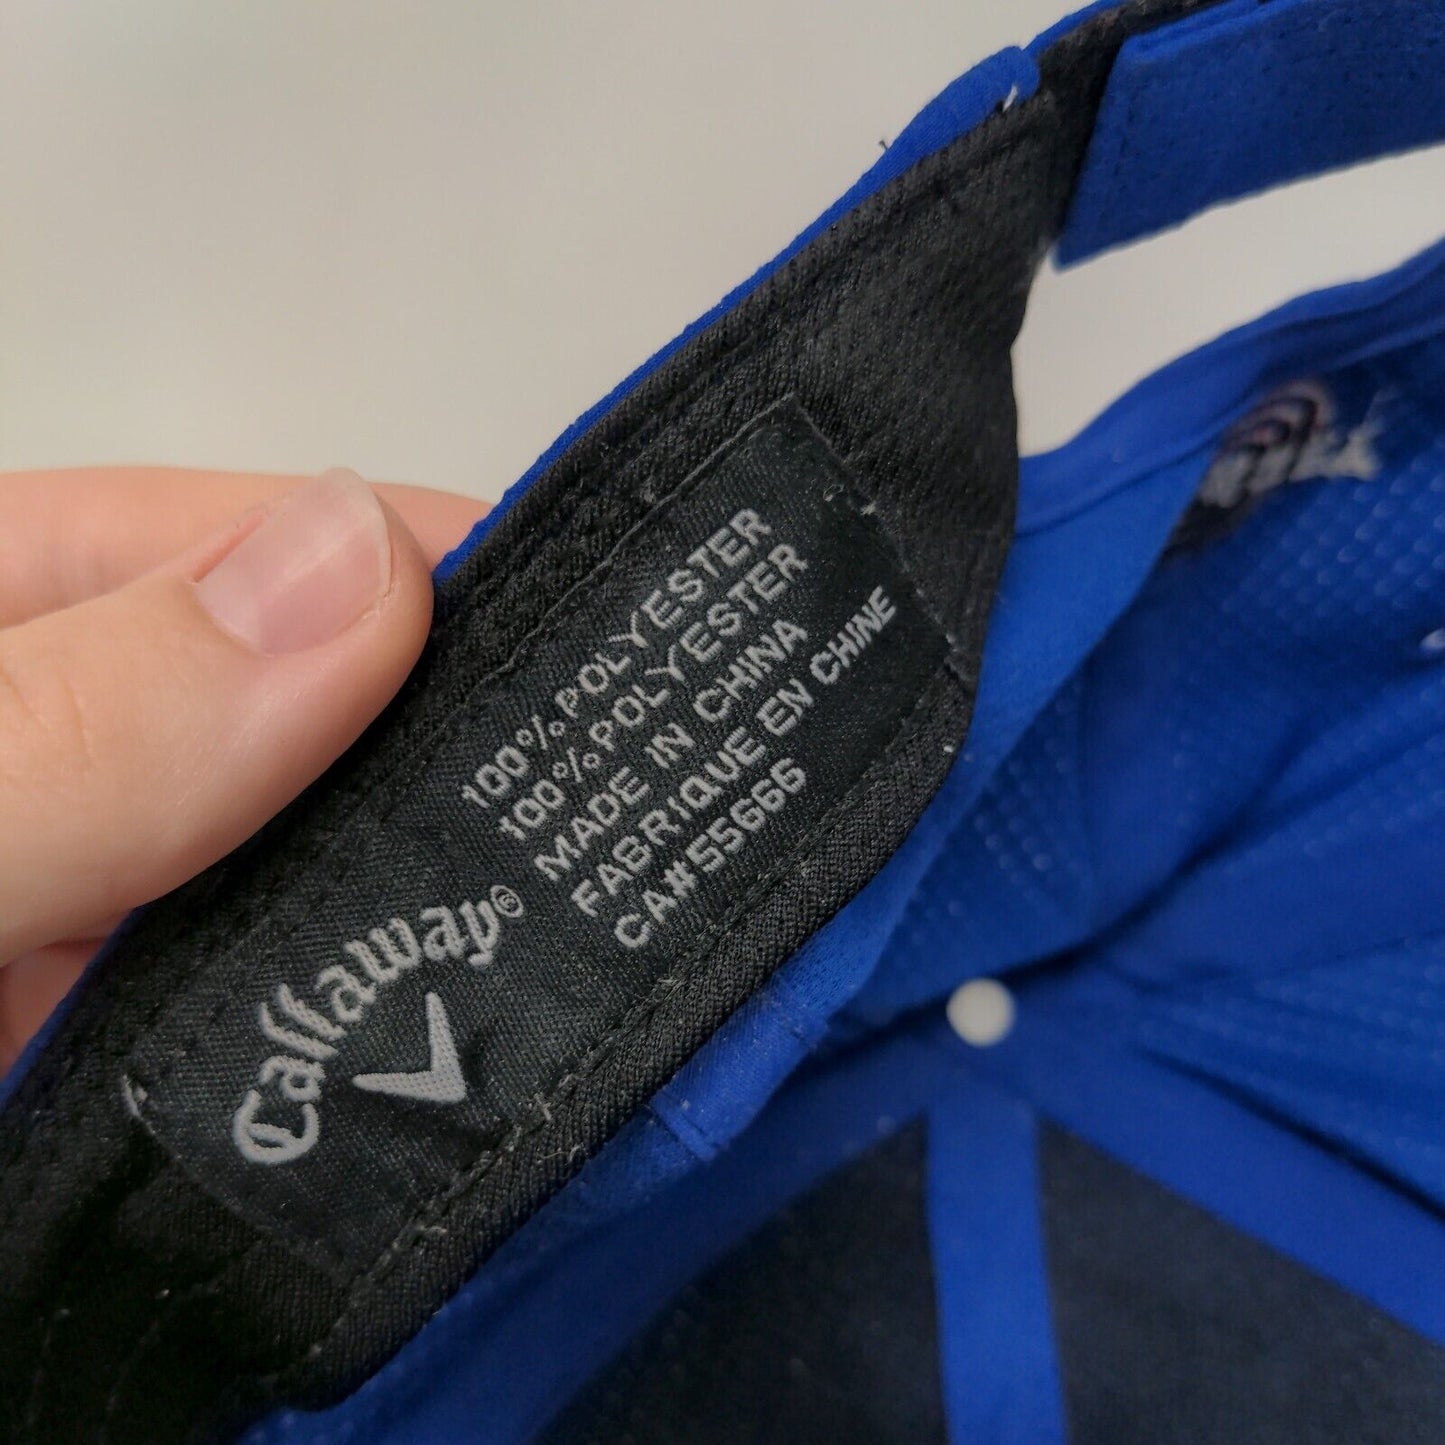 Callaway®
100% POLYESTER
100% POLYESTER
MADE IN CHINA
FABRIQUE EN CHINE
CA#55666